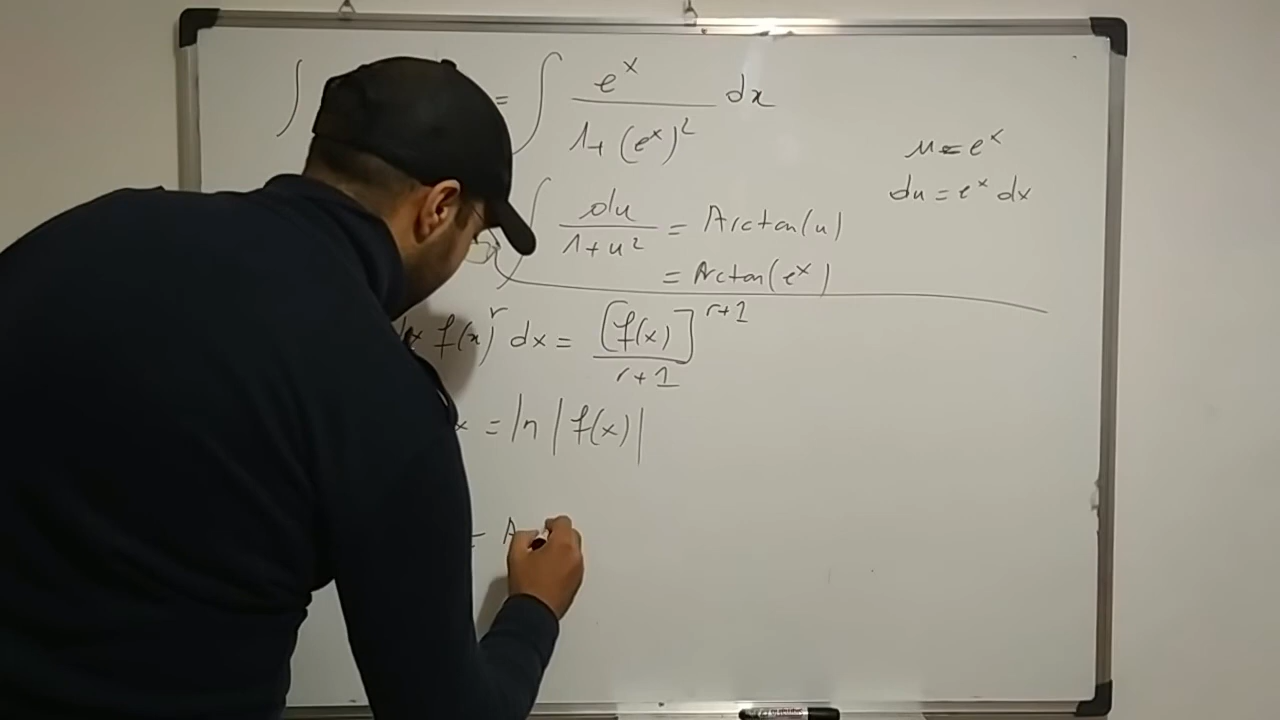 ∫ = ∫ e^x / 1+(e^x)^2 dx
u = e^x
du = e^x dx
∫ du / 1+u^2 = Arctan(u)
= Arctan(e^x)
f(x)^r dx = [f(x)]^{r+1} / r+1
x = ln |f(x)|
= A